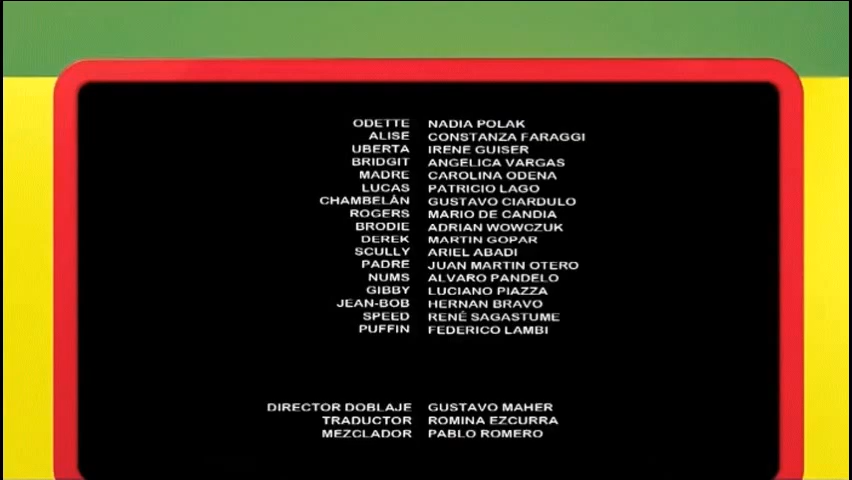 ODETTE NADIA POLAK
ALISE CONSTANZA FARAGGI
UBERTA IRENE GUISER
BRIDGIT ANGELICA VARGAS
MADRE CAROLINA ODENA
LUCAS PATRICIO LAGO
CHAMBELÁN GUSTAVO CIARDULO
ROGERS MARIO DE CANDIA
BRODIE ADRIAN WOWCZUK
DEREK MARTIN GOPAR
SCULLY ARIEL ABADI
PADRE JUAN MARTIN OTERO
NUMS ALVARO PANDELO
GIBBY LUCIANO PIAZZA
JEAN-BOB HERNAN BRAVO
SPEED RENÉ SAGASTUME
PUFFIN FEDERICO LAMBI
DIRECTOR DOBLAJE GUSTAVO MAHER
TRADUCTOR ROMINA EZCURRA
MEZCLADOR PABLO ROMERO